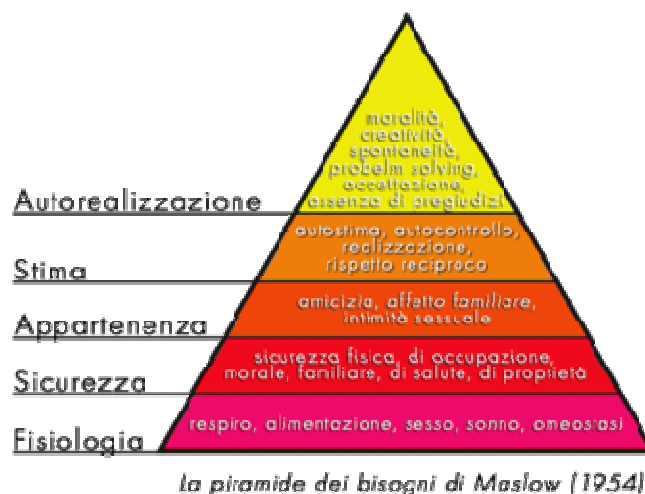 moralità,
creatività,
spontaneità,
probelm solving,
accettazione,
assenza di pregiudizi
Autorealizzazione
autostima, autocontrollo,
realizzazione,
rispetto reciproco
Stima
amicizia, affetto familiare,
intimità sessuale
Appartenenza
sicurezza fisica, di occupazione,
morale, familiare, di salute, di proprietà
Sicurezza
respiro, alimentazione, sesso, sonno, omeostasi
Fisiologia
La piramide dei bisogni di Maslow (1954)